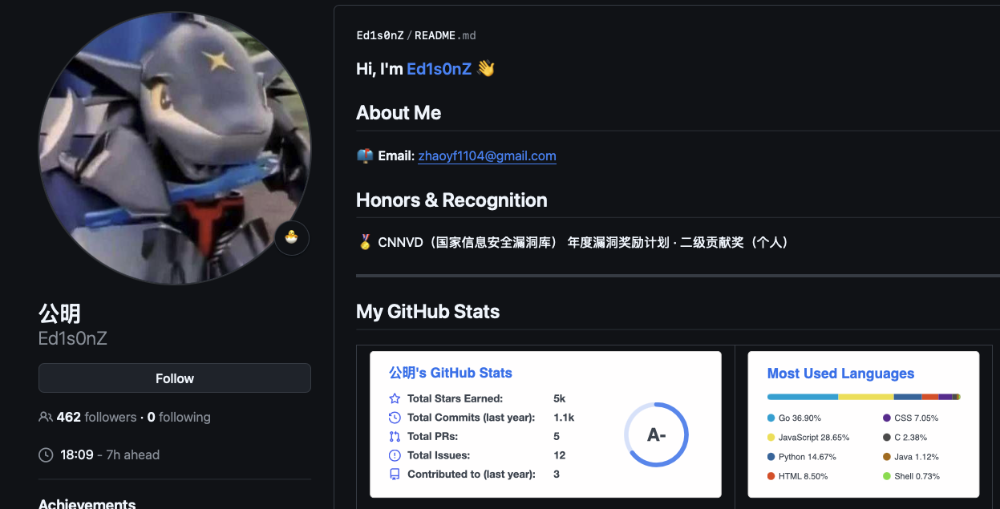 公明
Ed1s0nZ
Follow
462 followers · 0 following
18:09 - 7h ahead
Achievements
Ed1s0nZ/README.md
Hi, I'm Ed1s0nZ 👋
About Me
📫 Email: zhaoyf1104@gmail.com
Honors & Recognition
🏅 CNNVD（国家信息安全漏洞库） 年度漏洞奖励计划 · 二级贡献奖（个人）
My GitHub Stats
公明's GitHub Stats
Total Stars Earned: 5k
Total Commits (last year): 1.1k
Total PRs: 5
Total Issues: 12
Contributed to (last year): 3
A-
Most Used Languages
Go 36.90%
JavaScript 28.65%
Python 14.67%
HTML 8.50%
CSS 7.05%
C 2.38%
Java 1.12%
Shell 0.73%